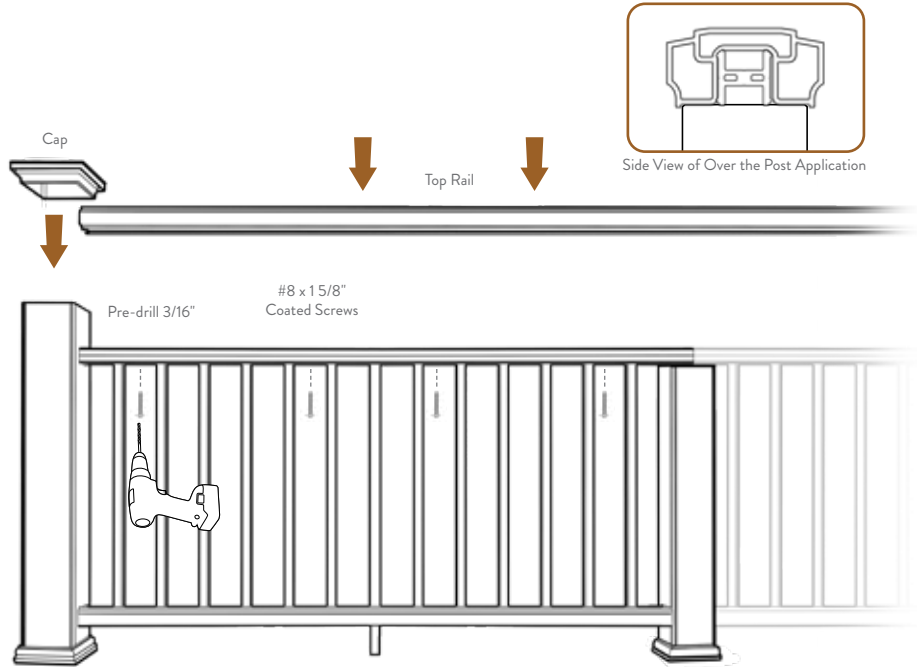 Cap
Top Rail
Side View of Over the Post Application
Pre-drill 3/16"
#8 x 1 5/8"
Coated Screws